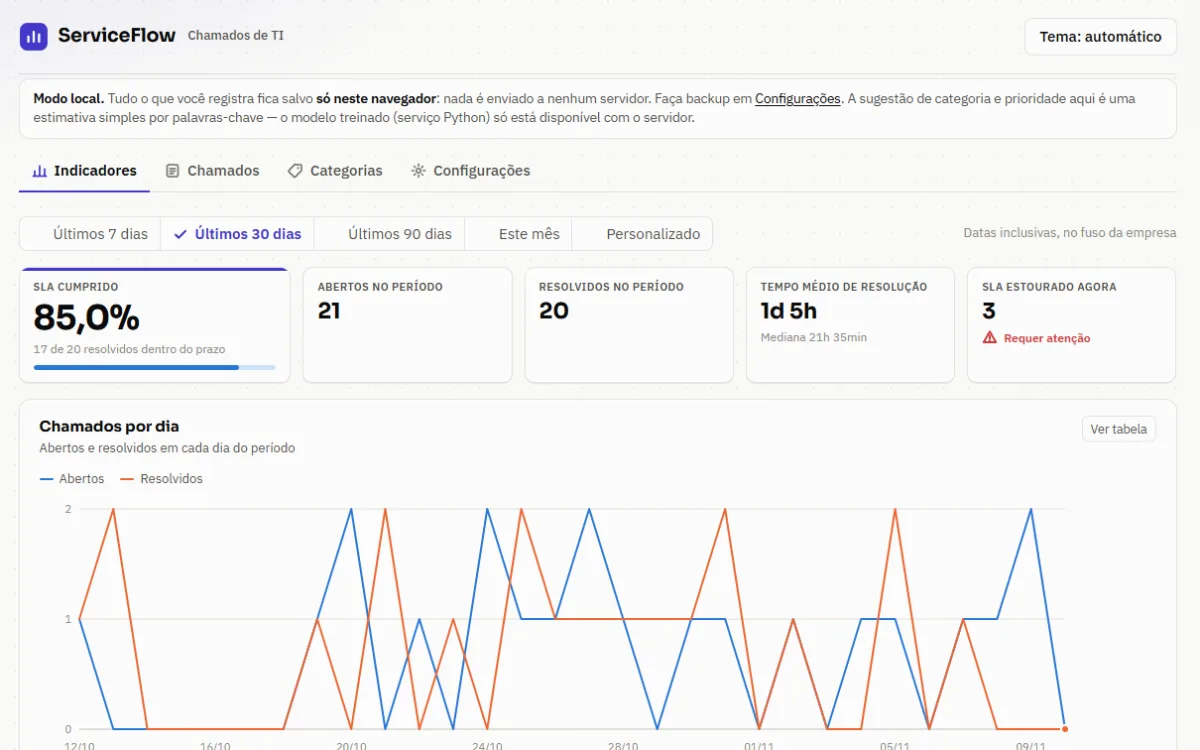 ServiceFlow
Chamados de TI
Tema: automático
Modo local. Tudo o que você registra fica salvo só neste navegador: nada é enviado a nenhum servidor. Faça backup em Configurações. A sugestão de categoria e prioridade aqui é uma
estimativa simples por palavras-chave — o modelo treinado (serviço Python) só está disponível com o servidor.
Indicadores
Chamados
Categorias
Configurações
Últimos 7 dias
Últimos 30 dias
Últimos 90 dias
Este mês
Personalizado
Datas inclusivas, no fuso da empresa
SLA CUMPRIDO
85,0%
17 de 20 resolvidos dentro do prazo
ABERTOS NO PERÍODO
21
RESOLVIDOS NO PERÍODO
20
TEMPO MÉDIO DE RESOLUÇÃO
1d 5h
Mediana 21h 35min
SLA ESTOURADO AGORA
3
Requer atenção
Chamados por dia
Abertos e resolvidos em cada dia do período
Ver tabela
Abertos
Resolvidos
2
1
0
12/10
16/10
20/10
24/10
28/10
01/11
05/11
09/11